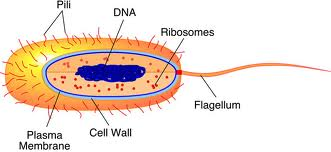 Pili
DNA
Ribosomes
Flagellum
Cell Wall
Plasma
Membrane